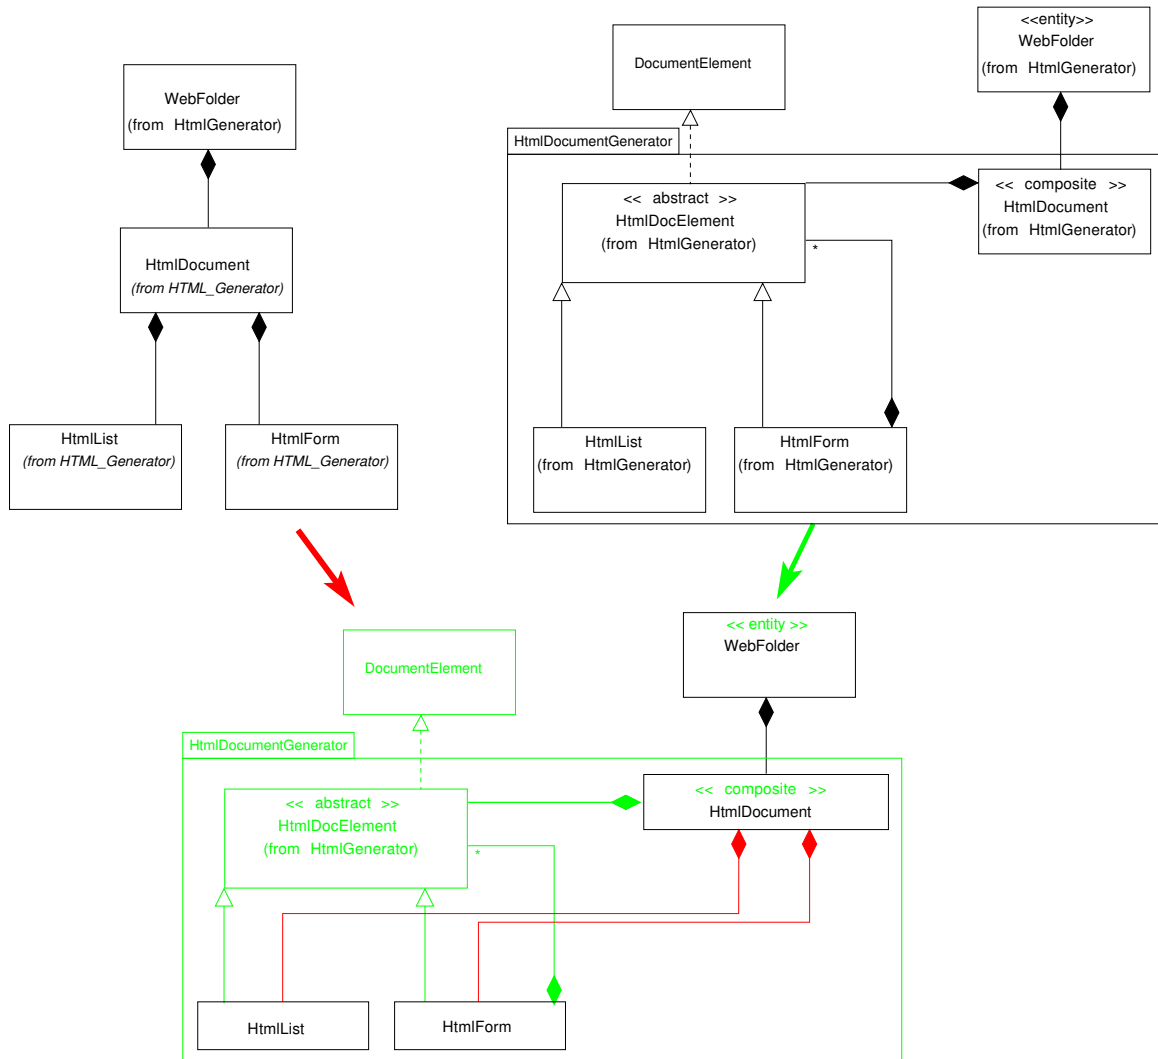 WebFolder
(from HtmlGenerator)
HtmlDocument
(from HTML_Generator)
HtmlList
(from HTML_Generator)
HtmlForm
(from HTML_Generator)
DocumentElement
<<entity>>
WebFolder
(from HtmlGenerator)
HtmlDocumentGenerator
<< abstract >>
HtmlDocElement
(from HtmlGenerator)
*
<< composite >>
HtmlDocument
(from HtmlGenerator)
HtmlList
(from HtmlGenerator)
HtmlForm
(from HtmlGenerator)
DocumentElement
<< entity >>
WebFolder
HtmlDocumentGenerator
<< abstract >>
HtmlDocElement
(from HtmlGenerator)
*
<< composite >>
HtmlDocument
HtmlList
HtmlForm